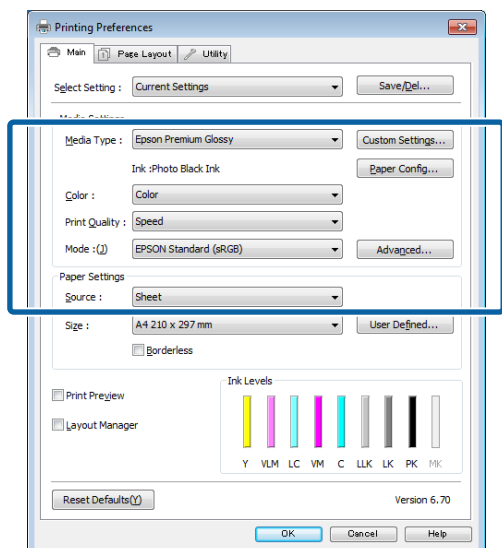 Printing Preferences
Main Page Layout Utility
Select Setting : Current Settings Save/Del...
Media Settings
Media Type : Epson Premium Glossy Custom Settings...
Ink :Photo Black Ink Paper Config...
Color : Color
Print Quality : Speed
Mode :(J) EPSON Standard (sRGB) Advanced...
Paper Settings
Source : Sheet
Size : A4 210 x 297 mm User Defined...
Borderless
Ink Levels
Print Preview
Layout Manager
Y VLM LC VM C LLK LK PK MK
Reset Defaults(Y) Version 6.70
OK Cancel Help